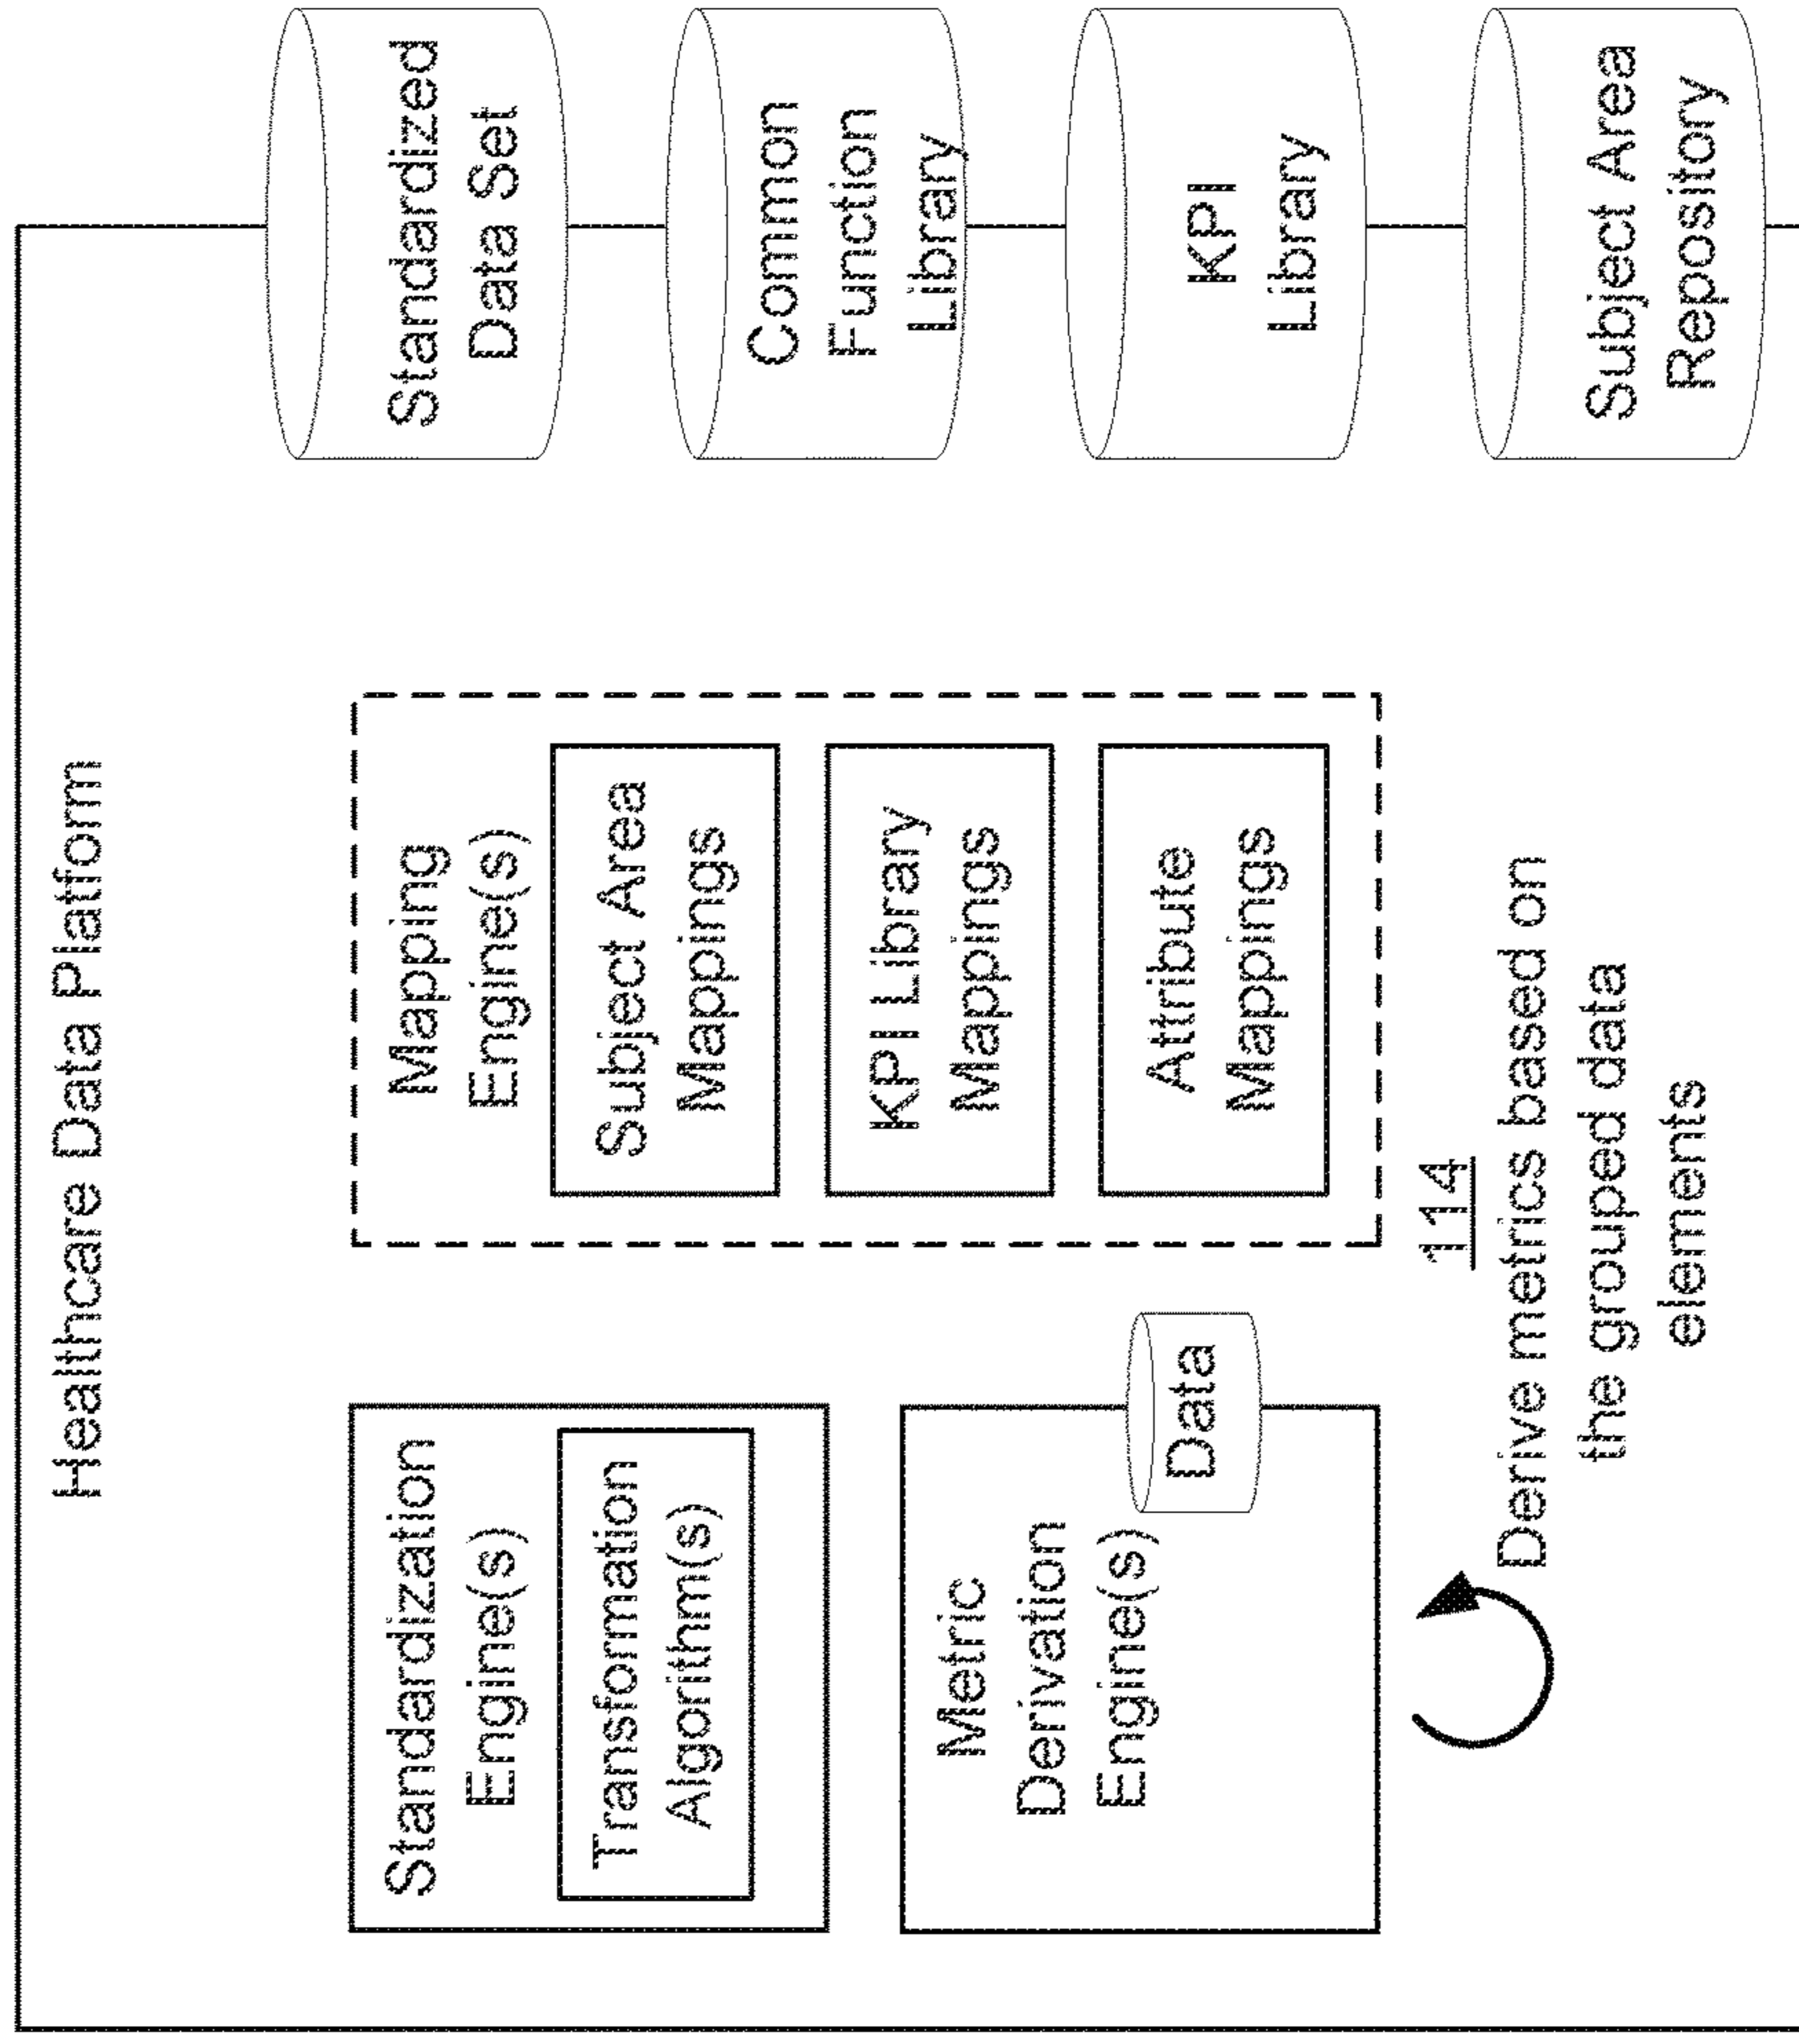 Healthcare Data Platform
Standardization
Engine(s)
Transformation
Algorithm(s)
Mapping
Engine(s)
Subject Area
Mappings
KPI Library
Mappings
Attribute
Mappings
Metric
Derivation
Engine(s)
Data
114
Derive metrics based on
the grouped data
elements
Standardized
Data Set
Common
Function
Library
KPI
Library
Subject Area
Repository